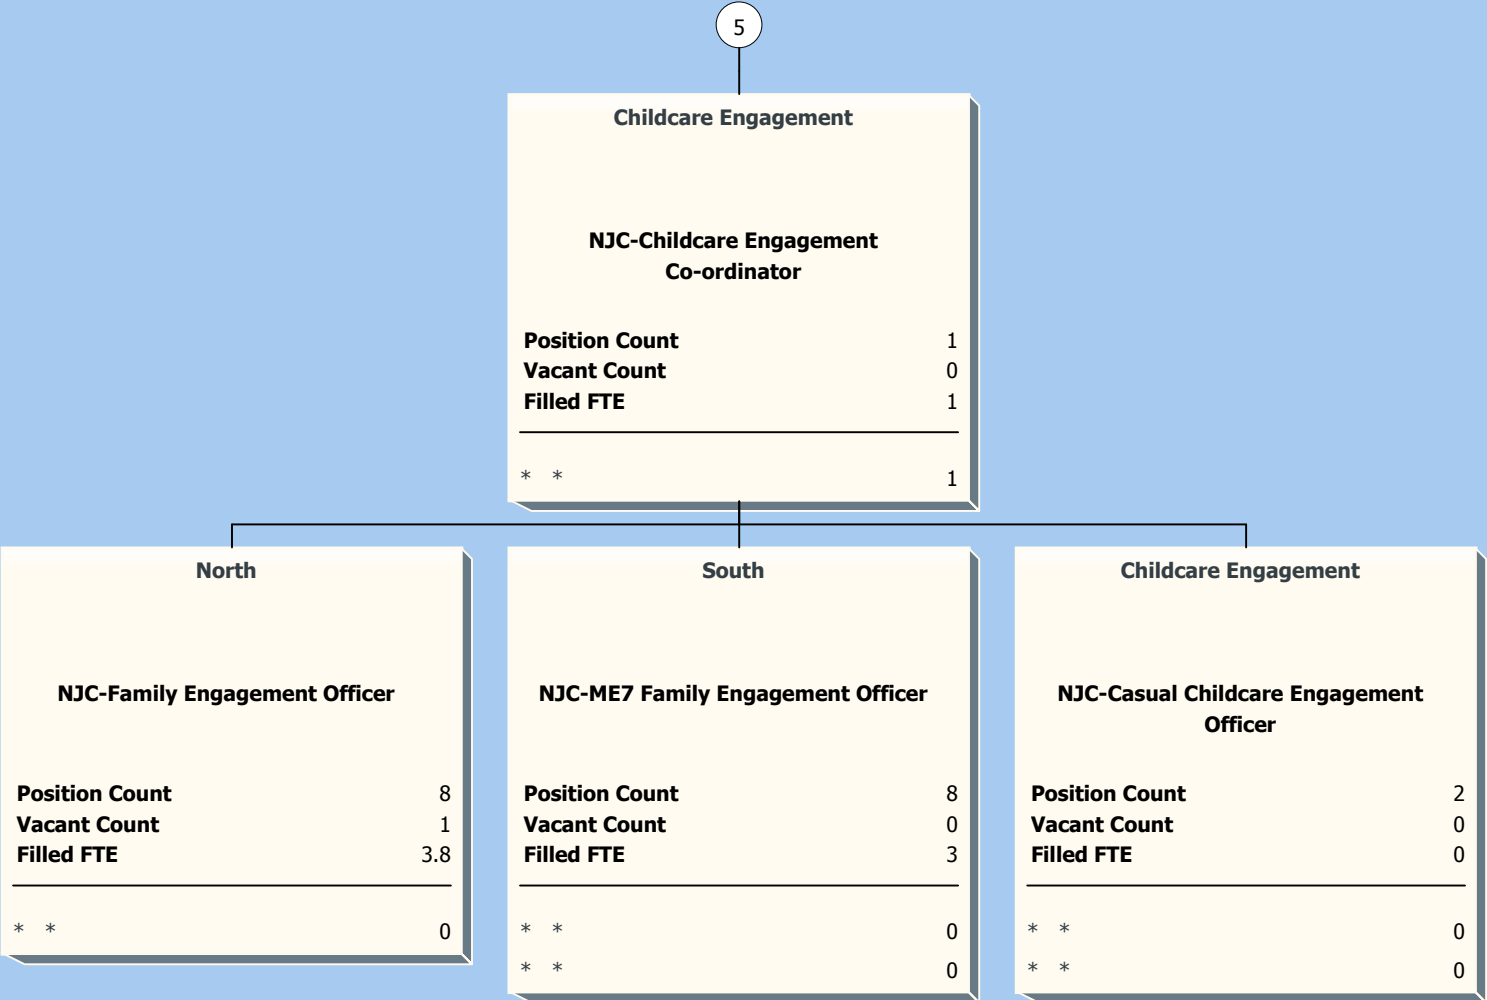 5
Childcare Engagement
NJC-Childcare Engagement
Co-ordinator
Position Count 1
Vacant Count 0
Filled FTE 1
* * 1
North
NJC-Family Engagement Officer
Position Count 8
Vacant Count 1
Filled FTE 3.8
* * 0
South
NJC-ME7 Family Engagement Officer
Position Count 8
Vacant Count 0
Filled FTE 3
* * 0
* * 0
Childcare Engagement
NJC-Casual Childcare Engagement
Officer
Position Count 2
Vacant Count 0
Filled FTE 0
* * 0
* * 0